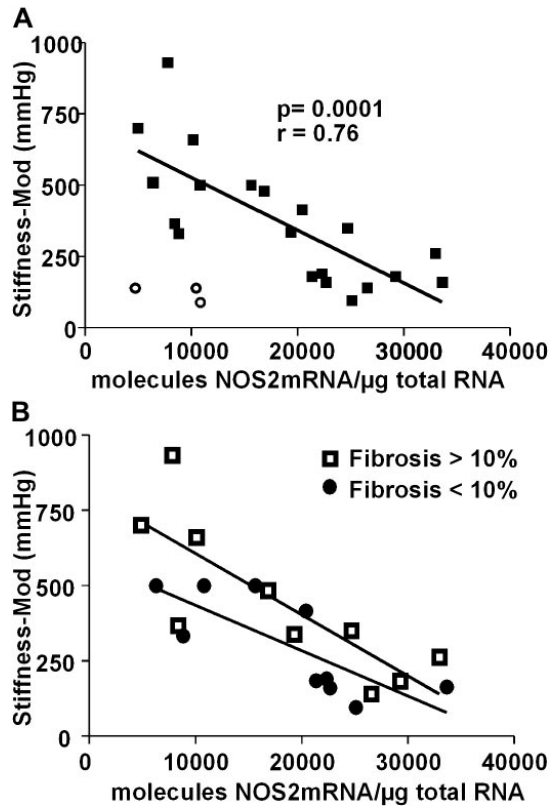 A
Stiffness-Mod (mmHg)
1000
750
500
250
0
p= 0.0001
r = 0.76
0
10000
20000
30000
40000
molecules NOS2mRNA/µg total RNA
B
Stiffness-Mod (mmHg)
1000
750
500
250
0
Fibrosis > 10%
Fibrosis < 10%
0
10000
20000
30000
40000
molecules NOS2mRNA/µg total RNA